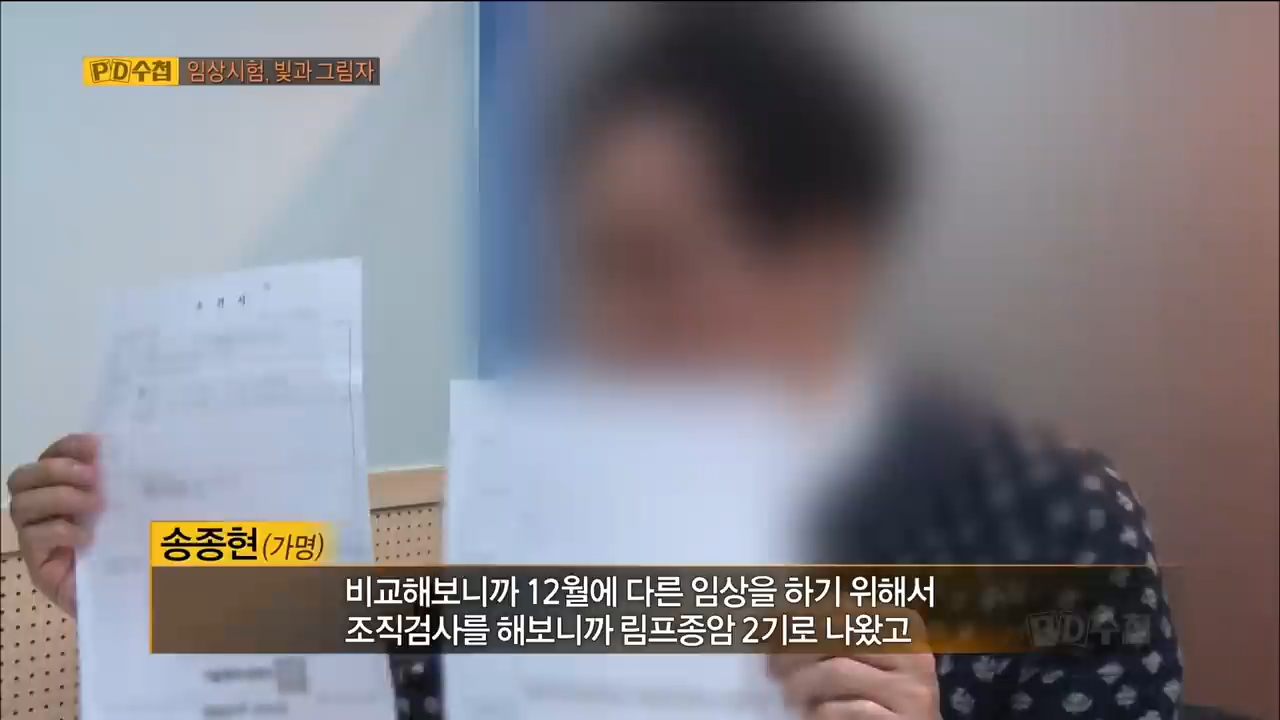 PD수첩 임상시험, 빛과 그림자
소견서
송종현(가명)
비교해보니까 12월에 다른 임상을 하기 위해서
조직검사를 해보니까 림프종암 2기로 나왔고
PD수첩